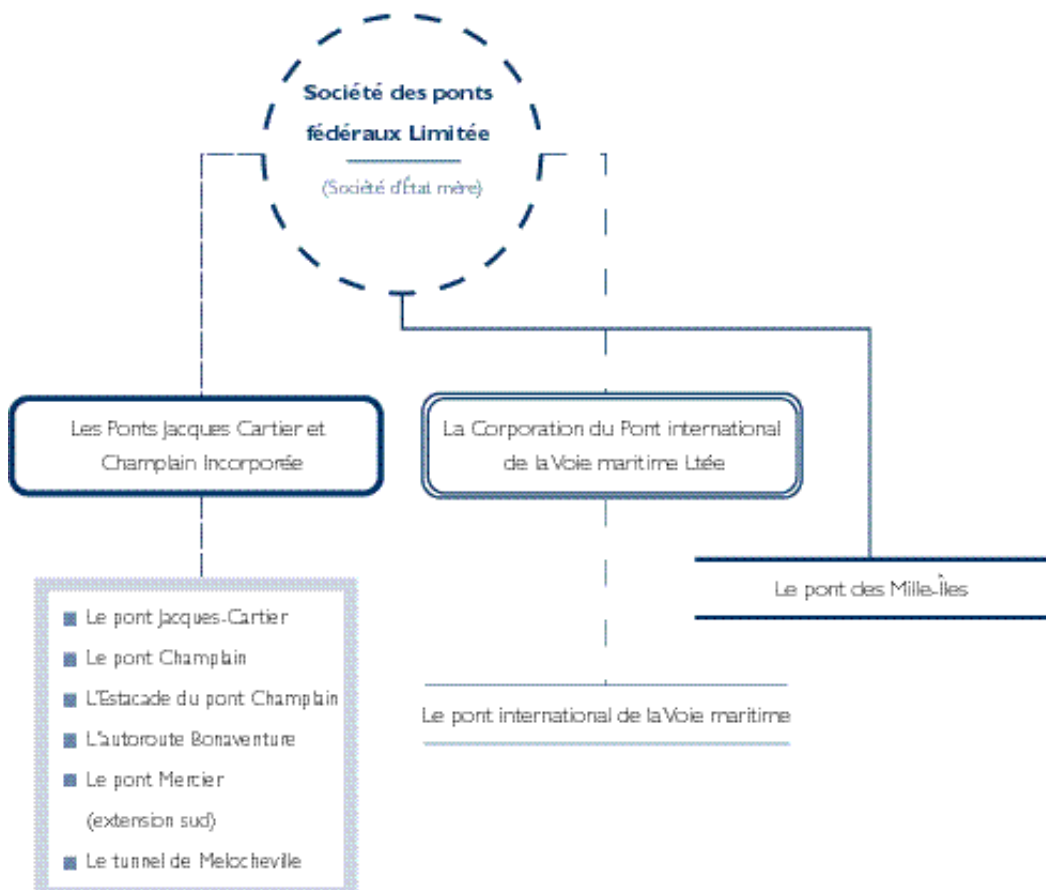 Société des ponts
fédéraux Limitée
(Société d'État mère)
Les Ponts Jacques Cartier et
Champlain Incorporée
La Corporation du Pont international
de la Voie maritime Ltée
Le pont des Mille-Îles
Le pont Jacques-Cartier
Le pont Champlain
L'Estacade du pont Champlain
L'autoroute Bonaventure
Le pont Mercier
(extension sud)
Le tunnel de Melocheville
Le pont international de la Voie maritime